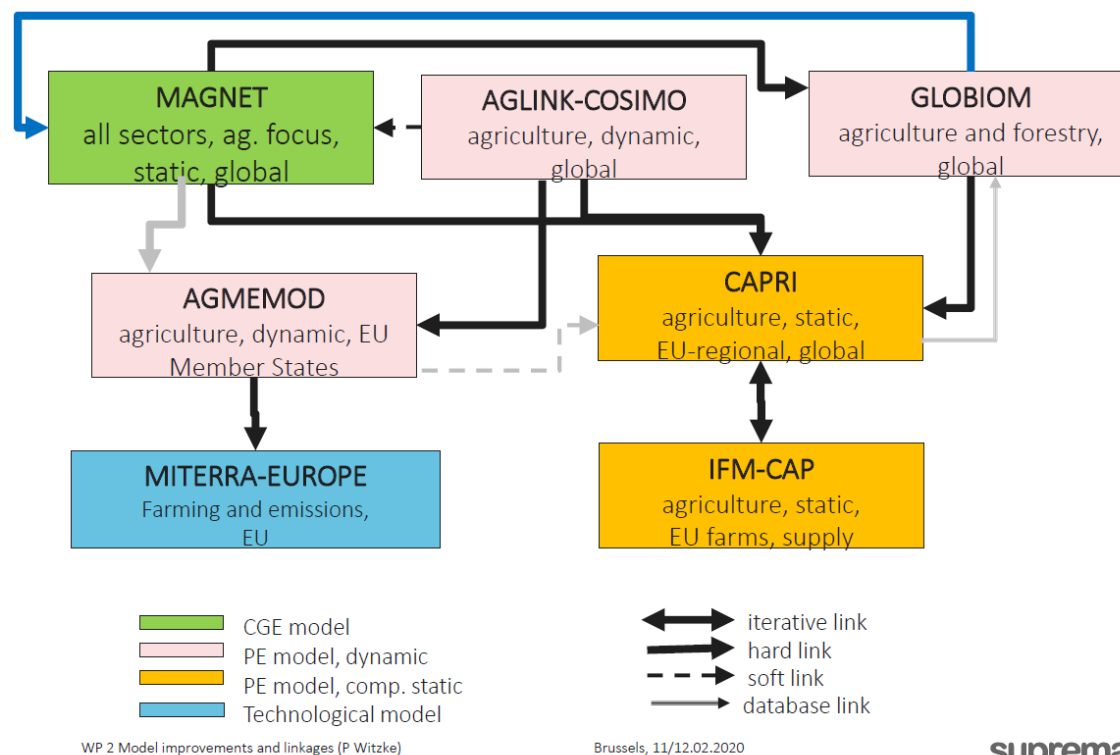 MAGNET
all sectors, ag. focus,
static, global
AGLINK-COSIMO
agriculture, dynamic,
global
GLOBIOM
agriculture and forestry,
global
AGMEMOD
agriculture, dynamic, EU
Member States
CAPRI
agriculture, static,
EU-regional, global
MITERRA-EUROPE
Farming and emissions,
EU
IFM-CAP
agriculture, static,
EU farms, supply
CGE model
PE model, dynamic
PE model, comp. static
Technological model
iterative link
hard link
soft link
database link
WP 2 Model improvements and linkages (P Witzke)
Brussels, 11/12.02.2020
suprema